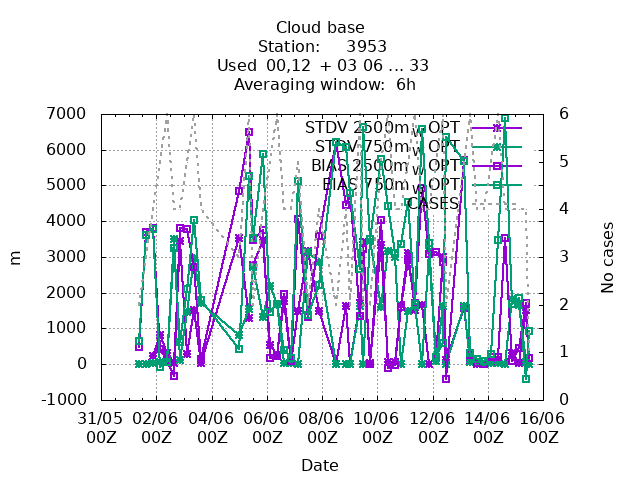 Cloud base
Station: 3953
Used 00,12 + 03 06 ... 33
Averaging window: 6h
7000
6000
5000
4000
3000
2000
1000
0
-1000
m
6
5
4
3
2
1
0
No cases
STDV 2500m w OPT
STDV 750m w OPT
BIAS 2500m w OPT
BIAS 750m w OPT
CASES
31/05 02/06 04/06 06/06 08/06 10/06 12/06 14/06 16/06
00Z 00Z 00Z 00Z 00Z 00Z 00Z 00Z 00Z
Date